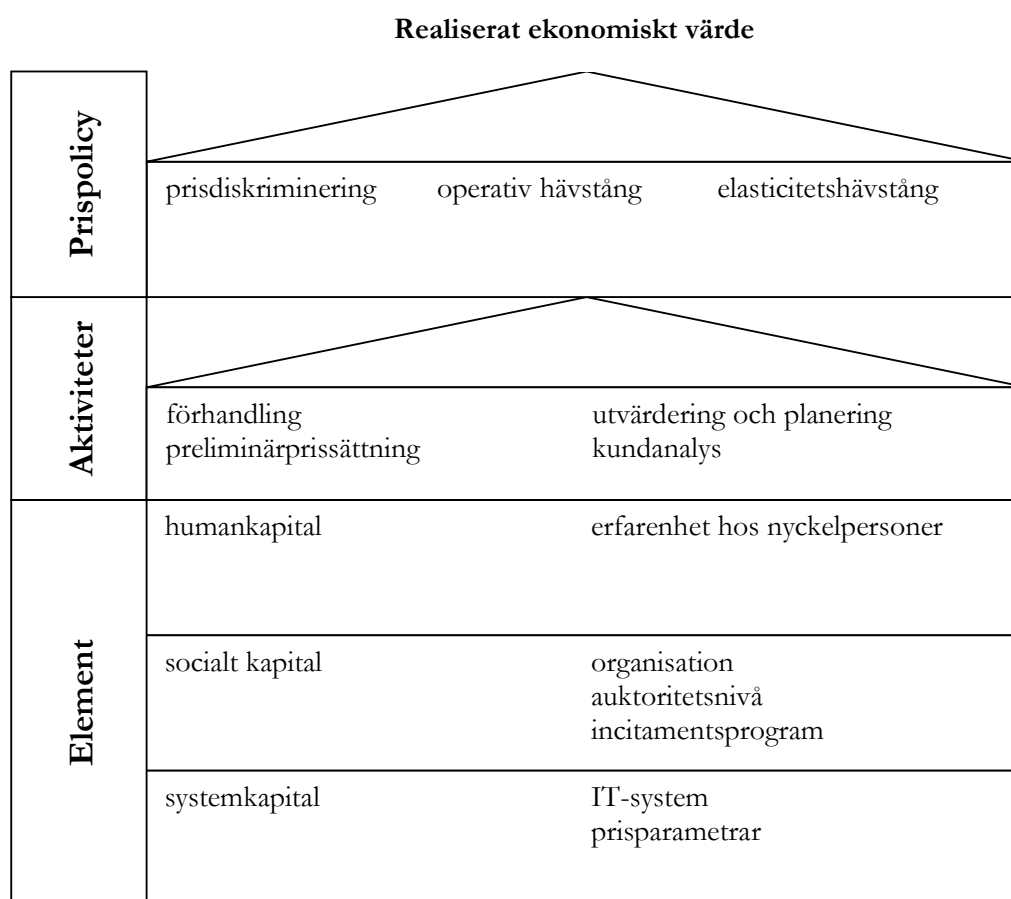 Realiserat ekonomiskt värde
Prispolicy
prisdiskriminering operativ hävstång elasticitetshävstång
Aktiviteter
förhandling utvärdering och planering
preliminärprissättning kundanalys
Element
humankapital erfarenhet hos nyckelpersoner
socialt kapital organisation
auktoritetsnivå
incitamentsprogram
systemkapital IT-system
prisparametrar